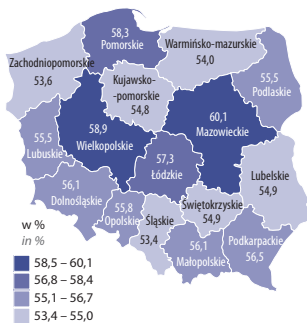 58,3
Pomorskie
Warmińsko-mazurskie
54,0
Zachodniopomorskie
53,6
Kujawsko-
-pomorskie
54,8
55,5
Podlaskie
60,1
Mazowieckie
58,9
Wielkopolskie
55,5
Lubuskie
57,3
Łódzkie
Lubelskie
54,9
56,1
Dolnośląskie
55,8
Opolskie
Śląskie
53,4
Świętokrzyskie
54,9
56,1
Małopolskie
Podkarpackie
56,5
w %
in %
58,5 – 60,1
56,8 – 58,4
55,1 – 56,7
53,4 – 55,0